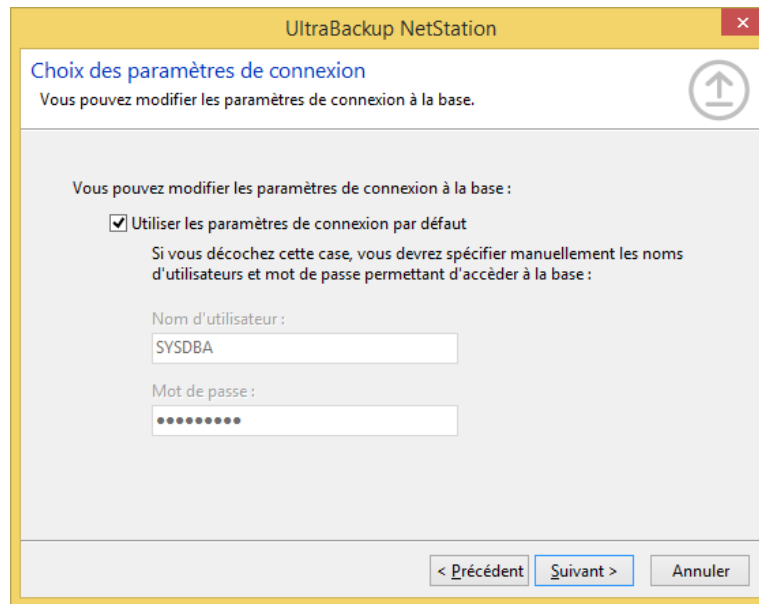 UltraBackup NetStation
Choix des paramètres de connexion
Vous pouvez modifier les paramètres de connexion à la base.
Vous pouvez modifier les paramètres de connexion à la base :
Utiliser les paramètres de connexion par défaut
Si vous décochez cette case, vous devrez spécifier manuellement les noms
d'utilisateurs et mot de passe permettant d'accèder à la base :
Nom d'utilisateur :
SYSDBA
Mot de passe :
•••••••••
< Précédent Suivant > Annuler